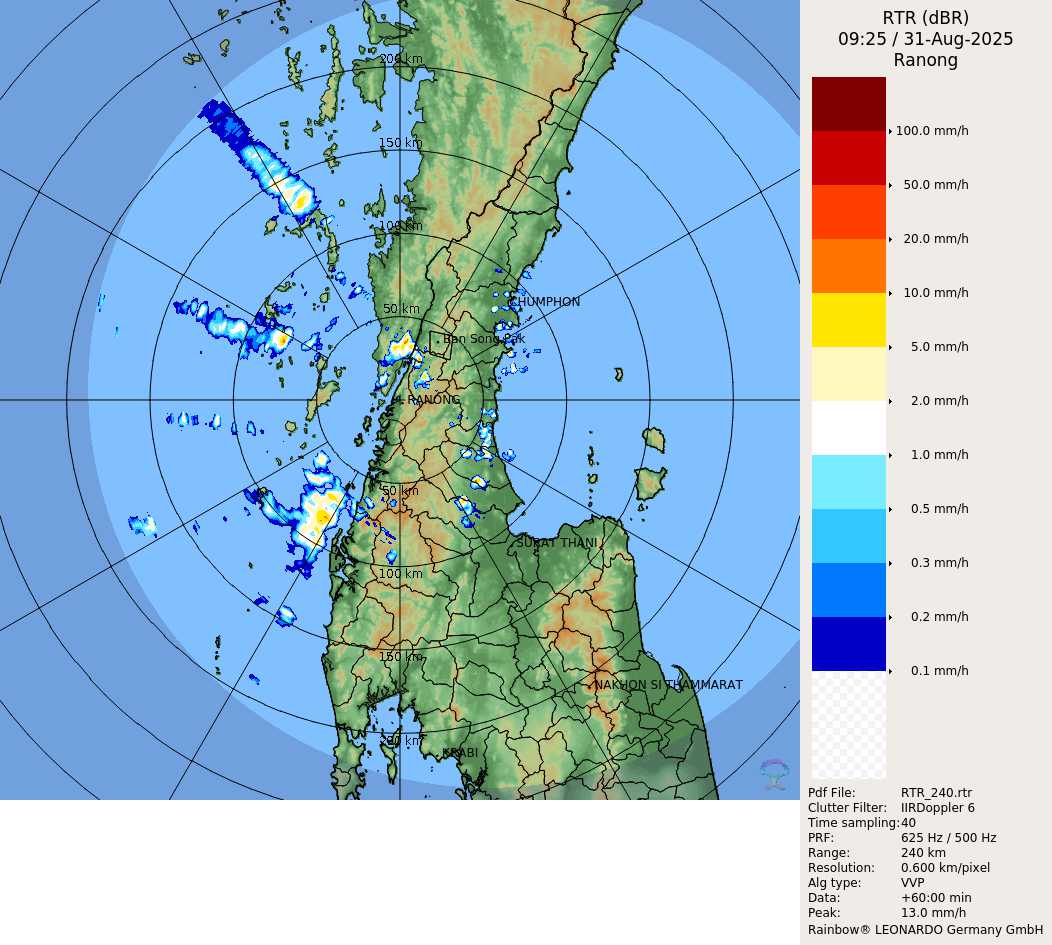 RTR (dBR)
09:25 / 31-Aug-2025
Ranong
200 km
150 km
100 km
50 km
CHUMPHON
Ban Song Pak
RANONG
50 km
SURAT THANI
100 km
150 km
NAKHON SI THAMMARAT
200 km
KRABI
100.0 mm/h
50.0 mm/h
20.0 mm/h
10.0 mm/h
5.0 mm/h
2.0 mm/h
1.0 mm/h
0.5 mm/h
0.3 mm/h
0.2 mm/h
0.1 mm/h
Pdf File: RTR_240.rtr
Clutter Filter: IIRDoppler 6
Time sampling:40
PRF: 625 Hz / 500 Hz
Range: 240 km
Resolution: 0.600 km/pixel
Alg type: VVP
Data: +60:00 min
Peak: 13.0 mm/h
Rainbow® LEONARDO Germany GmbH